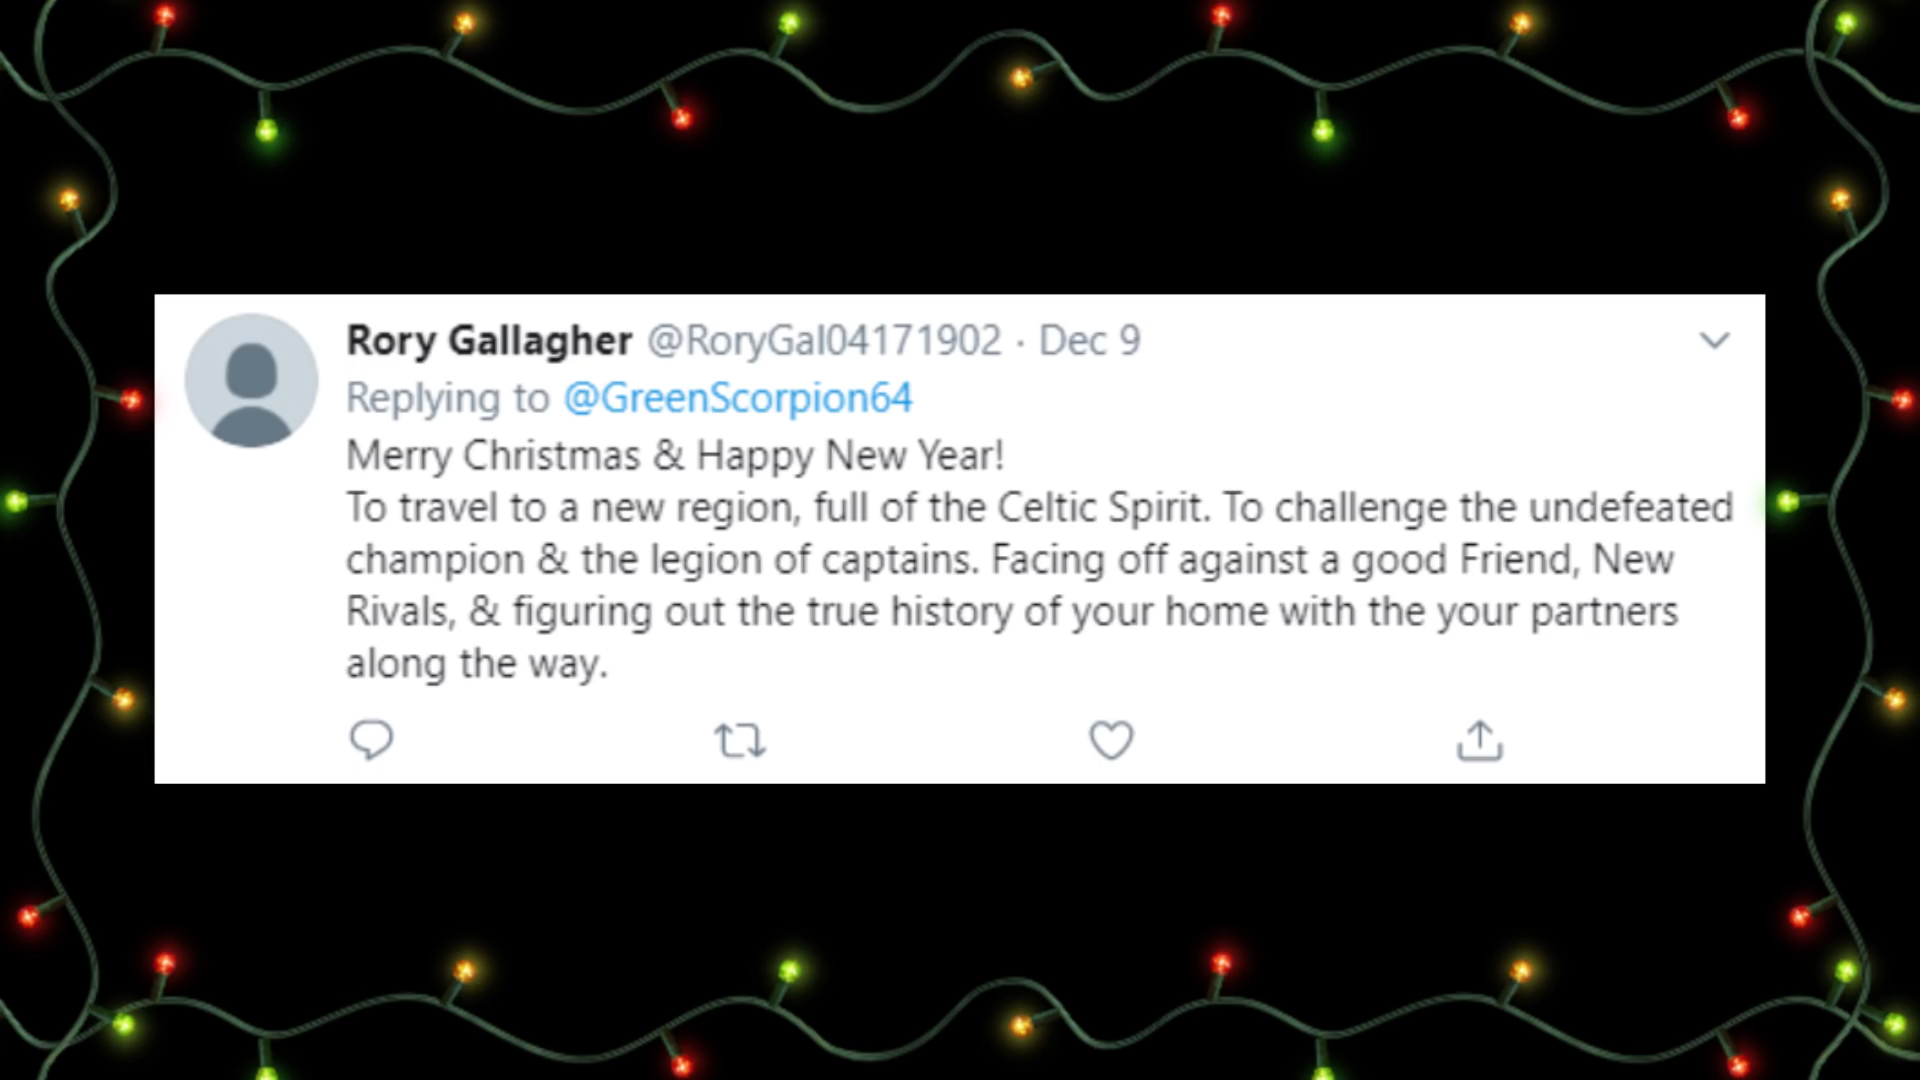 Rory Gallagher @RoryGal04171902 · Dec 9
Replying to @GreenScorpion64
Merry Christmas & Happy New Year!
To travel to a new region, full of the Celtic Spirit. To challenge the undefeated
champion & the legion of captains. Facing off against a good Friend, New
Rivals, & figuring out the true history of your home with the your partners
along the way.